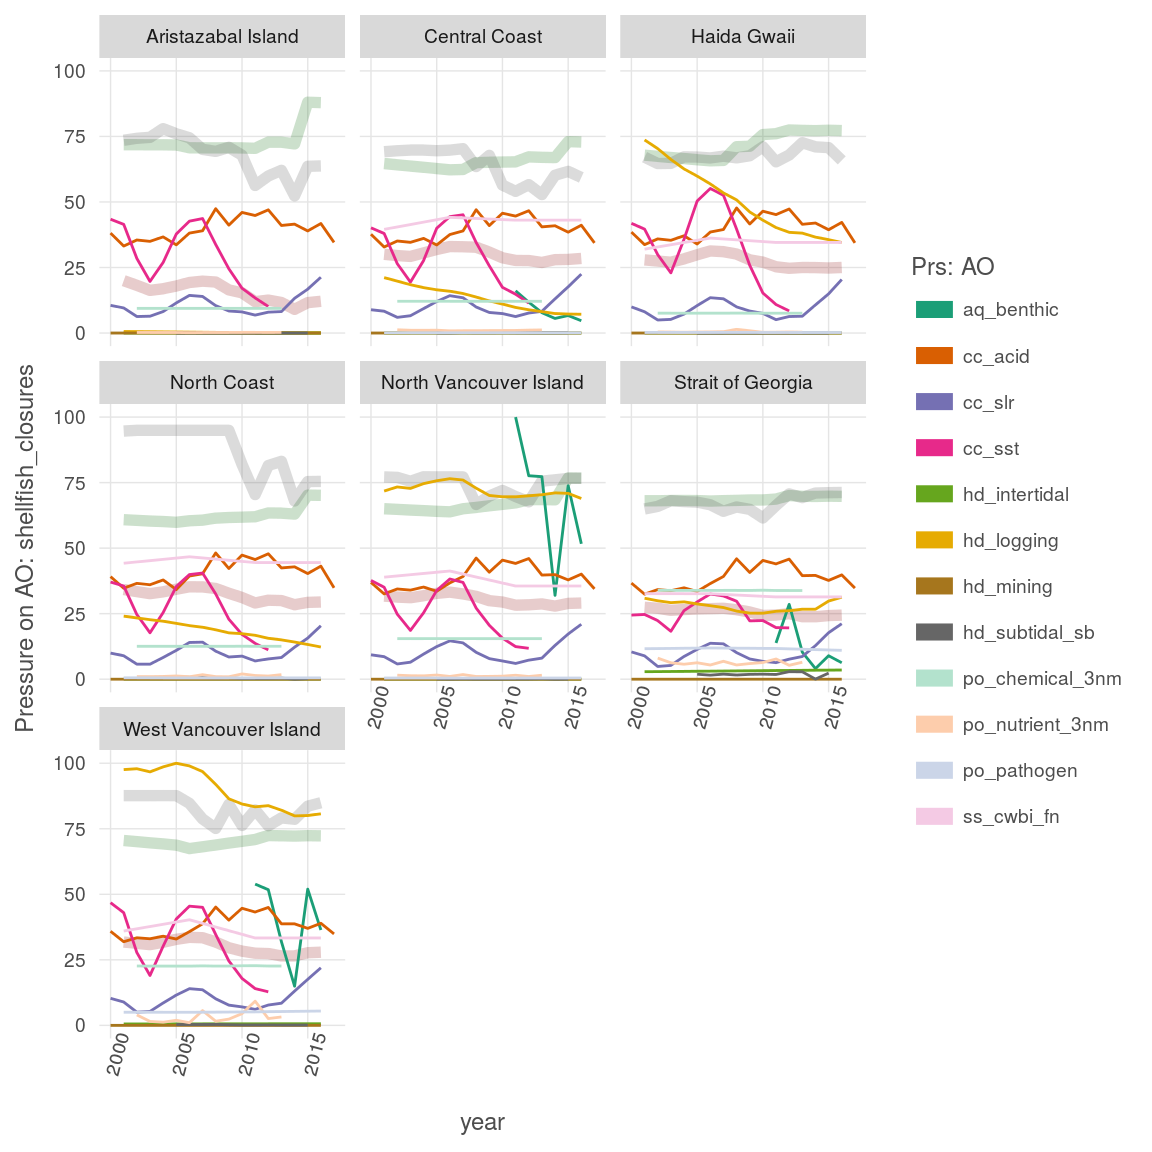 Aristazabal Island
Central Coast
Haida Gwaii
100
75
50
25
0
North Coast
North Vancouver Island
Strait of Georgia
100
75
50
25
0
2000 2005 2010 2015
2000 2005 2010 2015
West Vancouver Island
100
75
50
25
0
2000 2005 2010 2015
year
Pressure on AO: shellfish_closures
Prs: AO
aq_benthic
cc_acid
cc_slr
cc_sst
hd_intertidal
hd_logging
hd_mining
hd_subtidal_sb
po_chemical_3nm
po_nutrient_3nm
po_pathogen
ss_cwbi_fn